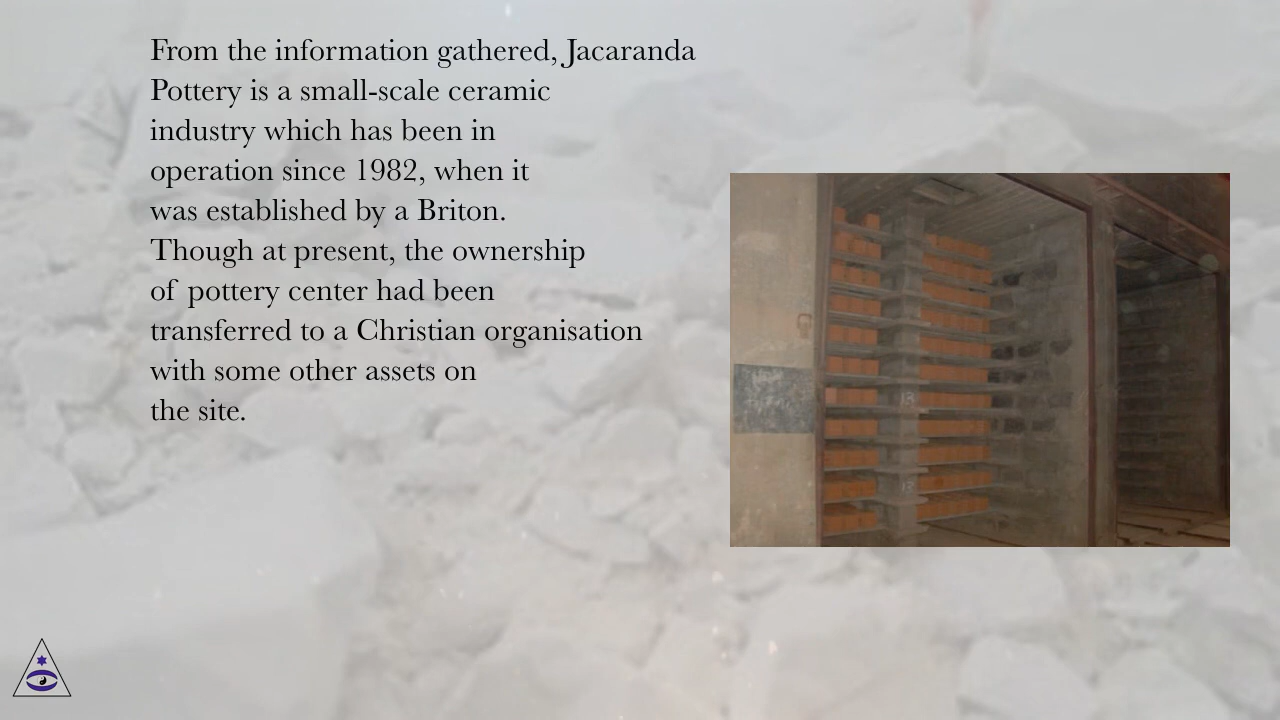 From the information gathered, Jacaranda
Pottery is a small-scale ceramic
industry which has been in
operation since 1982, when it
was established by a Briton.
Though at present, the ownership
of pottery center had been
transferred to a Christian organisation
with some other assets on
the site.